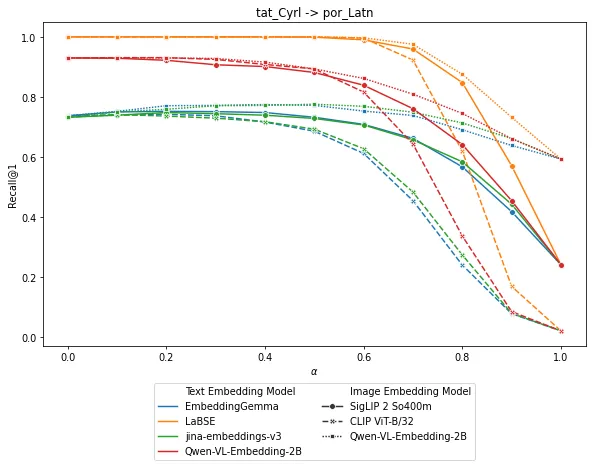 tat_Cyrl -> por_Latn
1.0
0.8
0.6
0.4
0.2
0.0
Recall@1
0.0 0.2 0.4 0.6 0.8 1.0
α
Text Embedding Model Image Embedding Model
EmbeddingGemma SigLIP 2 So400m
LaBSE CLIP ViT-B/32
jina-embeddings-v3 Qwen-VL-Embedding-2B
Qwen-VL-Embedding-2B